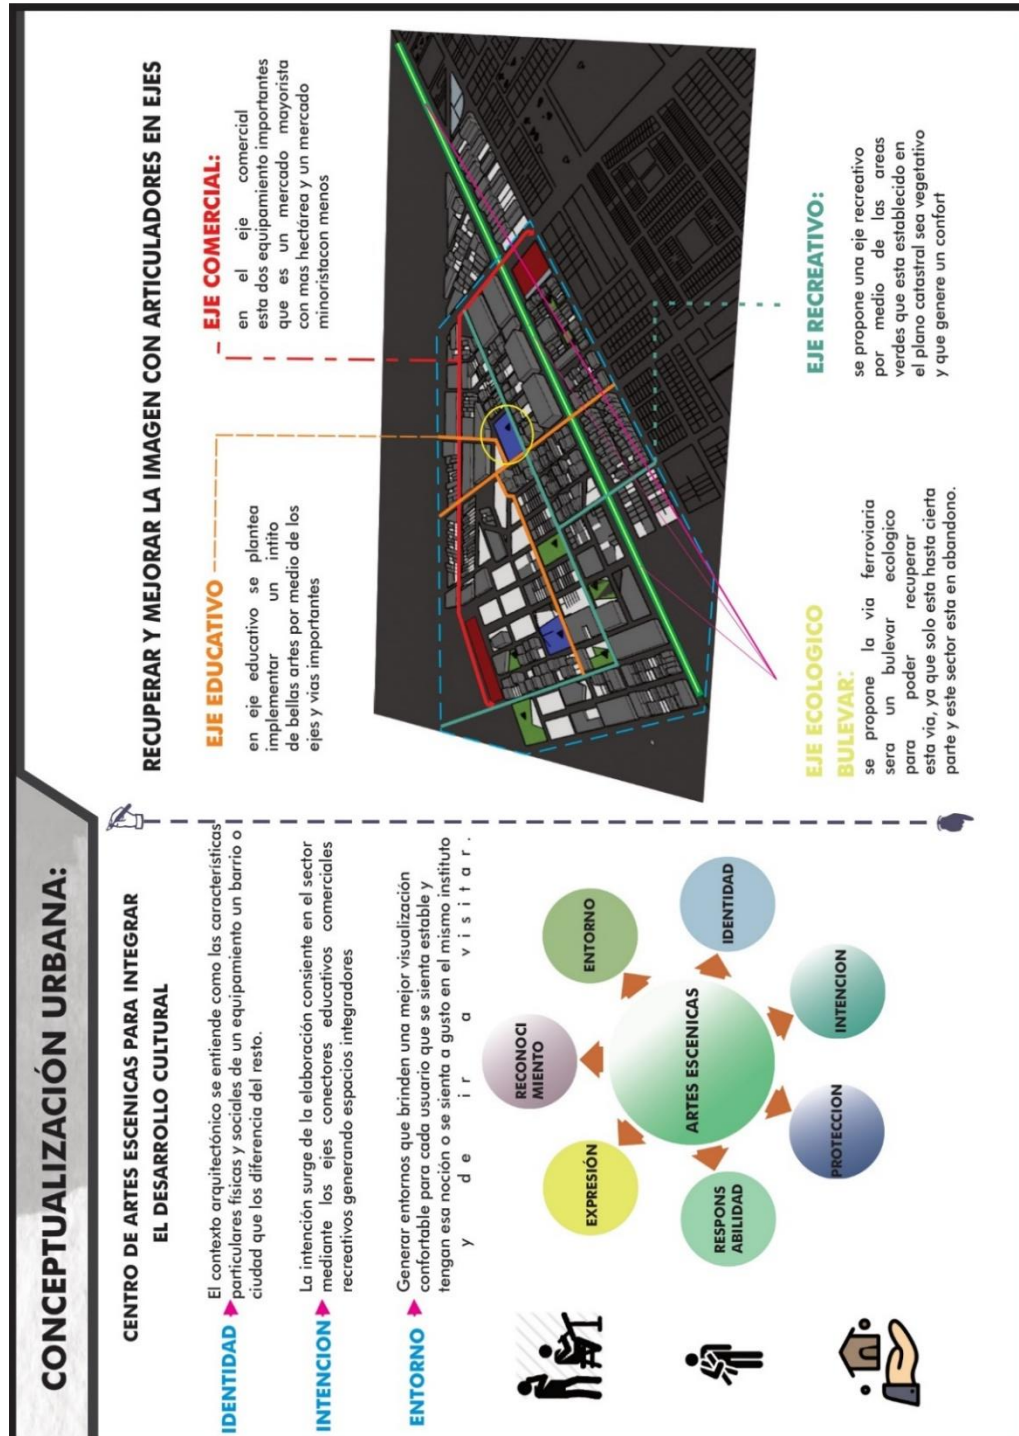 CONCEPTUALIZACIÓN URBANA:
CENTRO DE ARTES ESCENICAS PARA INTEGRAR
EL DESARROLLO CULTURAL
IDENTIDAD
El contexto arquitectónico se entiende como las características
particulares físicas y sociales de un equipamiento un barrio o
ciudad que los diferencia del resto.
INTENCION
La intención surge de la elaboración consiente en el sector
mediante los ejes conectores educativos comerciales
recreativos generando espacios integradores
ENTORNO
Generar entornos que brinden una mejor visualización
confortable para cada usuario que se sienta estable y
tengan esa noción o se sienta a gusto en el mismo instituto
y de ir a visitar.
RECONOCI
MIENTO
EXPRESIÓN
ENTORNO
ARTES ESCENICAS
IDENTIDAD
RESPONS
ABILIDAD
PROTECCION
INTENCION
RECUPERAR Y MEJORAR LA IMAGEN CON ARTICULADORES EN EJES
EJE EDUCATIVO
en eje educativo se plantea
implementar un intito
de bellas artes por medio de los
ejes y vias importantes
EJE COMERCIAL:
en el eje comercial
esta dos equipamiento importantes
que es un mercado mayorista
con mas hectárea y un mercado
minoristacon menos
EJE ECOLOGICO
BULEVAR:
se propone la via ferroviaria
sera un bulevar ecologico
para poder recuperar
esta via, ya que solo esta hasta cierta
parte y este sector esta en abandono.
EJE RECREATIVO:
se propone una eje recreativo
por medio de las areas
verdes que esta establecido en
el plano catastral sea vegetativo
y que genere un confort